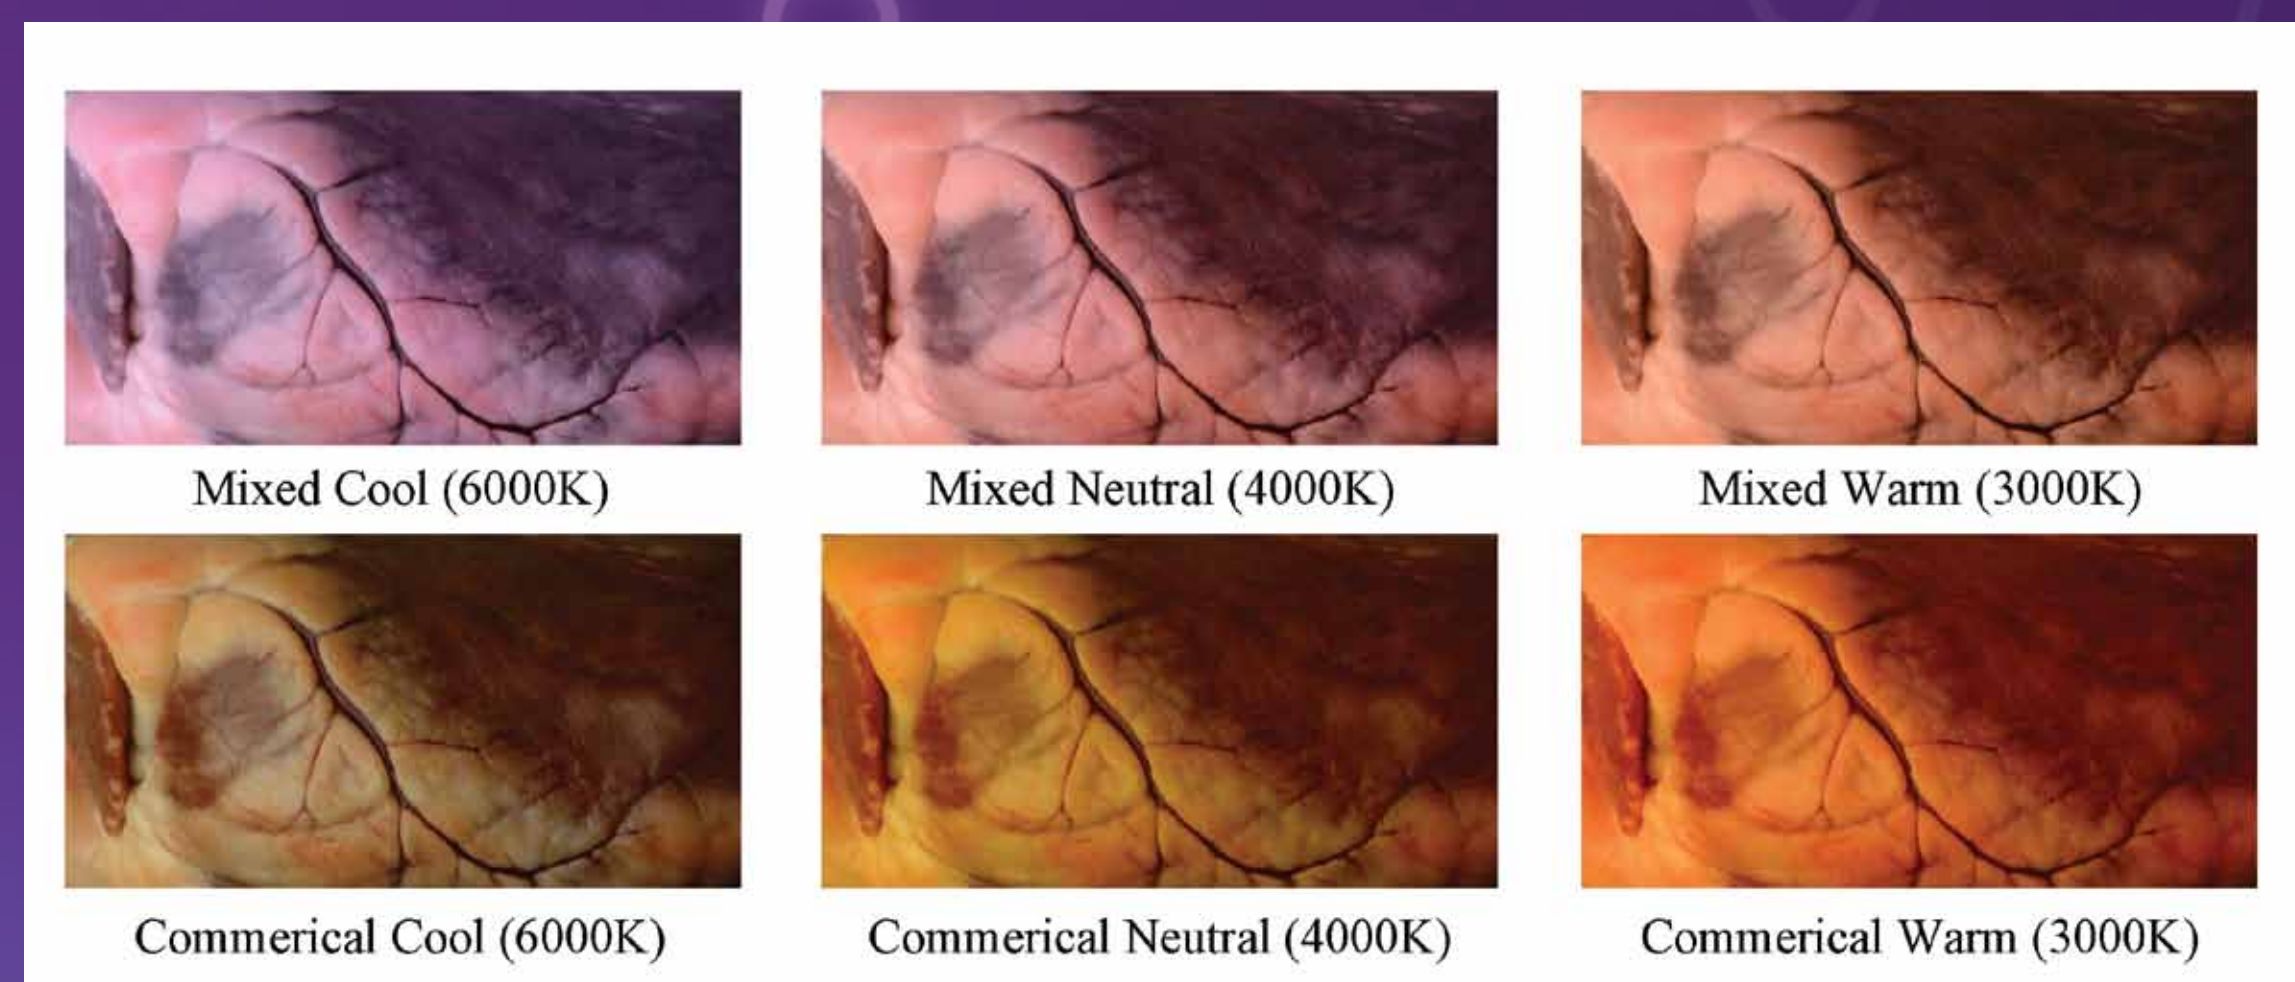 Mixed Cool (6000K)
Mixed Neutral (4000K)
Mixed Warm (3000K)
Commerical Cool (6000K)
Commerical Neutral (4000K)
Commerical Warm (3000K)